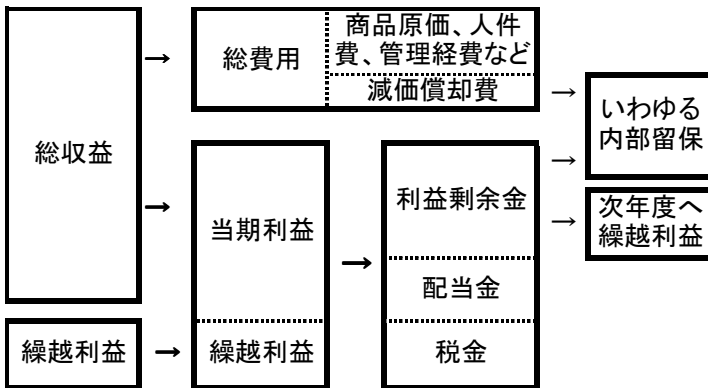 総収益
→
総費用
商品原価、人件
費、管理経費など
減価償却費
→
いわゆる
内部留保
→
当期利益
利益剰余金
→
→
次年度へ
繰越利益
→
配当金
繰越利益
→
繰越利益
税金